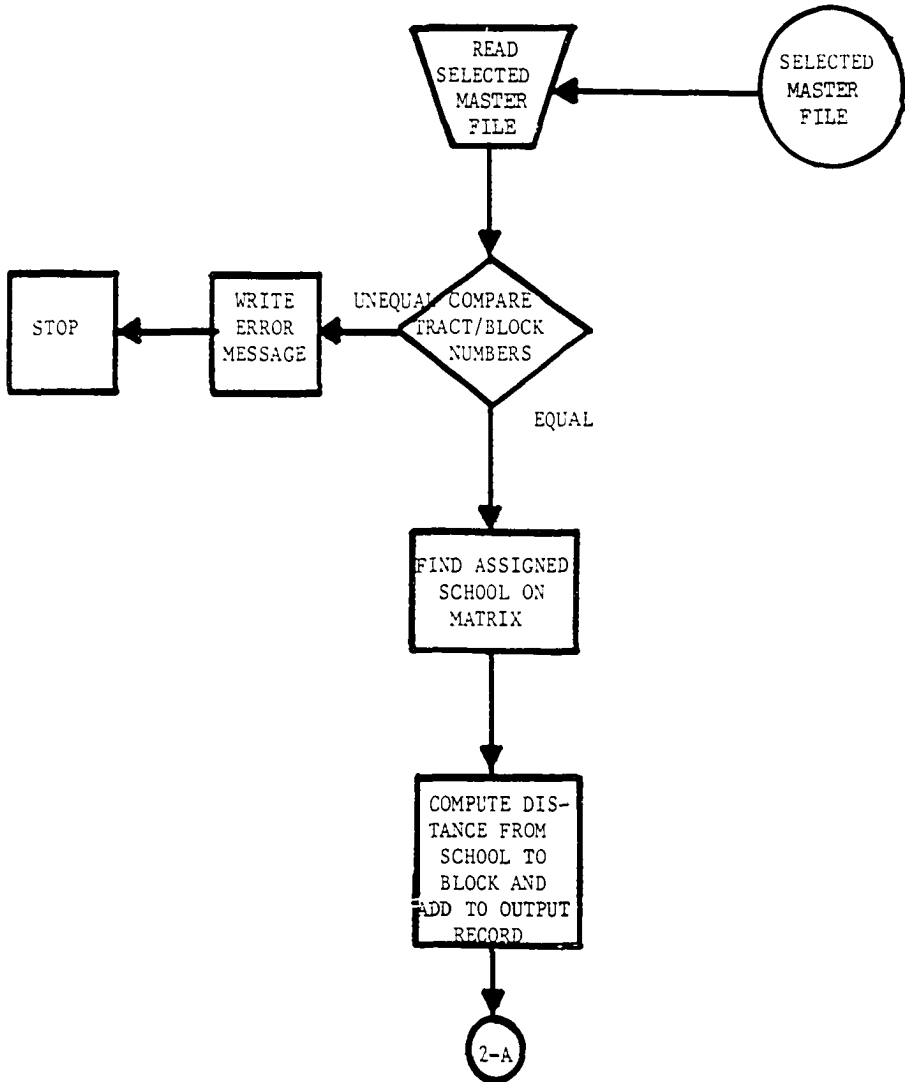 READ
SELECTED
MASTER
FILE
SELECTED
MASTER
FILE
STOP
WRITE
ERROR
MESSAGE
UNEQUAL
COMPARE
TRACT/BLOCK
NUMBERS
EQUAL
FIND ASSIGNED
SCHOOL ON
MATRIX
COMPUTE DIS-
TANCE FROM
SCHOOL TO
BLOCK AND
ADD TO OUTPUT
RECORD
2-A